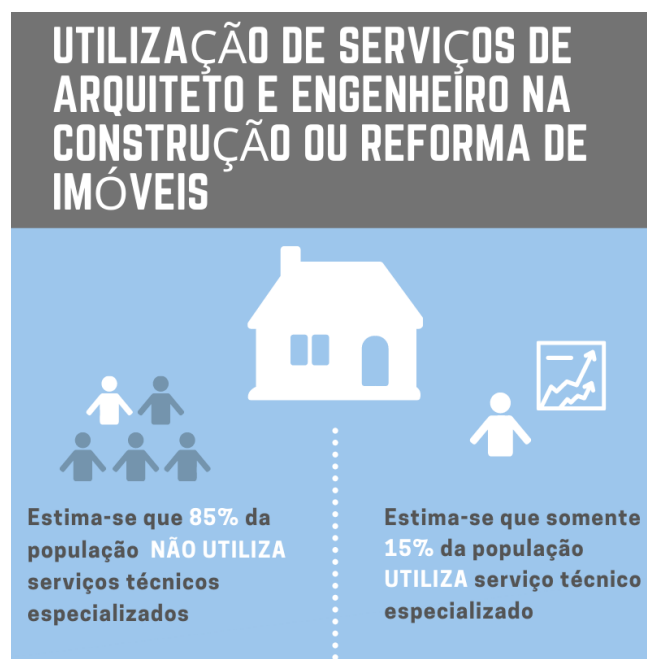 UTILIZAÇÃO DE SERVIÇOS DE
ARQUITETO E ENGENHEIRO NA
CONSTRUÇÃO OU REFORMA DE
IMÓVEIS
Estima-se que 85% da
população NÃO UTILIZA
serviços técnicos
especializados
Estima-se que somente
15% da população
UTILIZA serviço técnico
especializado